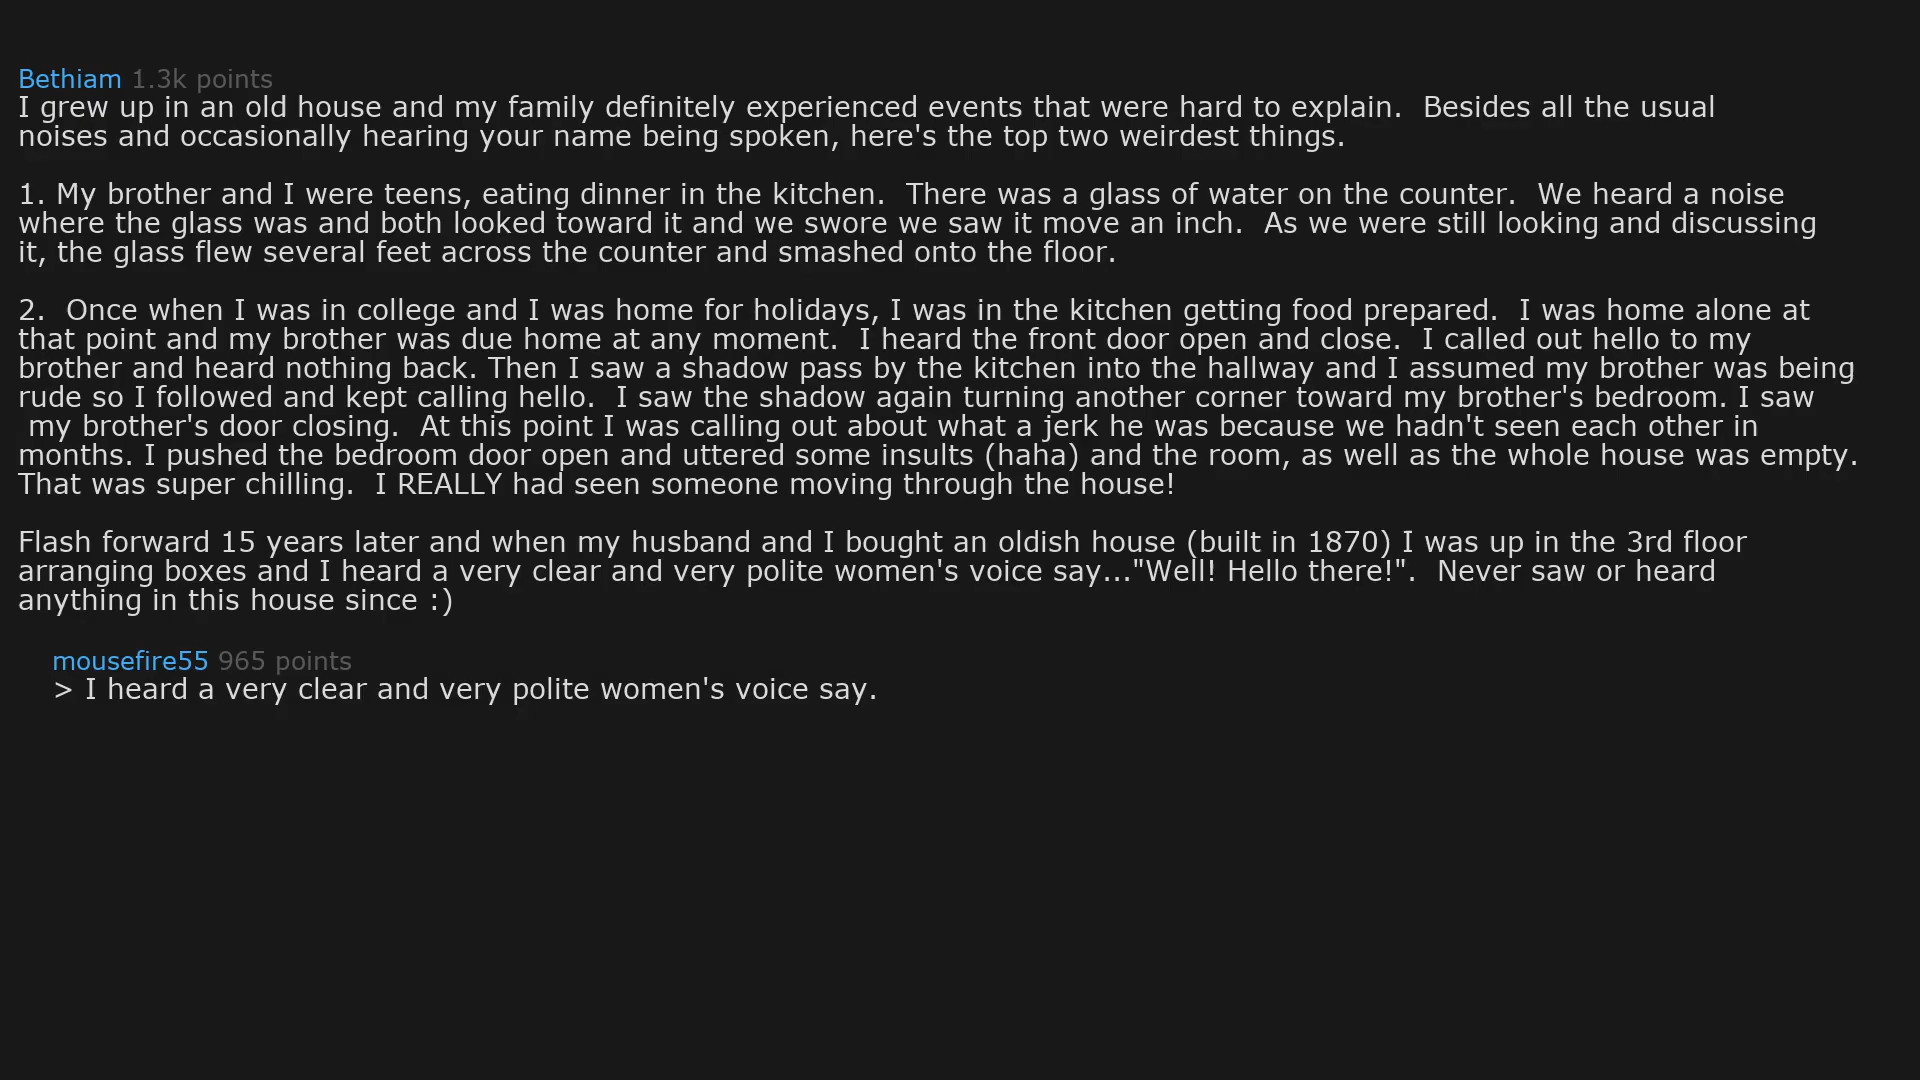 Bethiam 1.3k points
I grew up in an old house and my family definitely experienced events that were hard to explain.  Besides all the usual
noises and occasionally hearing your name being spoken, here's the top two weirdest things.
1. My brother and I were teens, eating dinner in the kitchen.  There was a glass of water on the counter.  We heard a noise
where the glass was and both looked toward it and we swore we saw it move an inch.  As we were still looking and discussing
it, the glass flew several feet across the counter and smashed onto the floor.
2.  Once when I was in college and I was home for holidays, I was in the kitchen getting food prepared.  I was home alone at
that point and my brother was due home at any moment.  I heard the front door open and close.  I called out hello to my
brother and heard nothing back. Then I saw a shadow pass by the kitchen into the hallway and I assumed my brother was being
rude so I followed and kept calling hello.  I saw the shadow again turning another corner toward my brother's bedroom. I saw
my brother's door closing.  At this point I was calling out about what a jerk he was because we hadn't seen each other in
months. I pushed the bedroom door open and uttered some insults (haha) and the room, as well as the whole house was empty.
That was super chilling.  I REALLY had seen someone moving through the house!
Flash forward 15 years later and when my husband and I bought an oldish house (built in 1870) I was up in the 3rd floor
arranging boxes and I heard a very clear and very polite women's voice say..."Well! Hello there!".  Never saw or heard
anything in this house since :)
mousefire55 965 points
> I heard a very clear and very polite women's voice say.